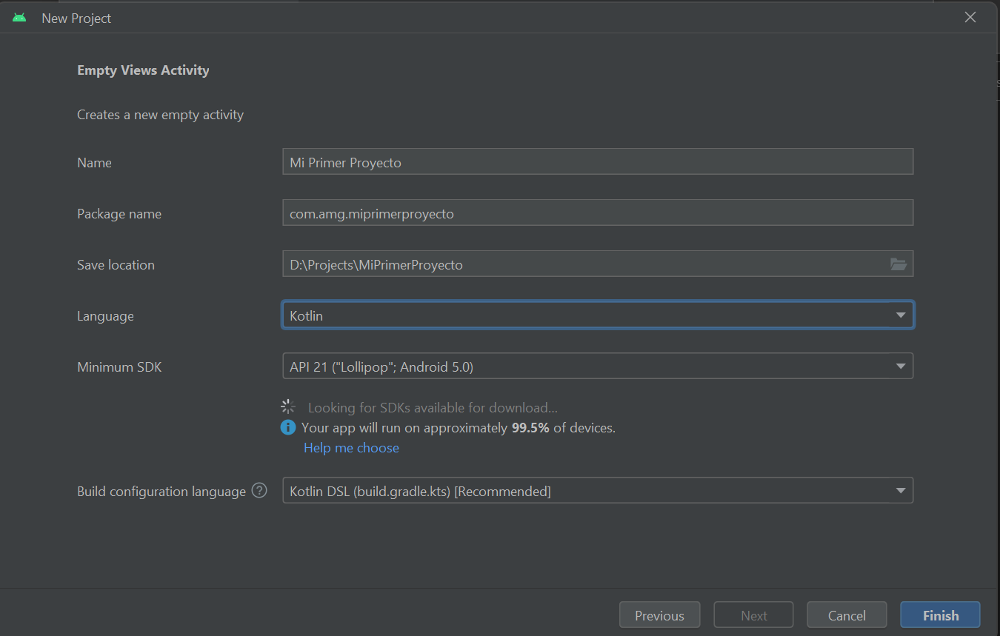 New Project
Empty Views Activity
Creates a new empty activity
Name Mi Primer Proyecto
Package name com.amg.miprimerproyecto
Save location D:\Projects\MiPrimerProyecto
Language Kotlin
Minimum SDK API 21 ("Lollipop"; Android 5.0)
Looking for SDKs available for download...
Your app will run on approximately 99.5% of devices.
Help me choose
Build configuration language ? Kotlin DSL (build.gradle.kts) [Recommended]
Previous Next Cancel Finish